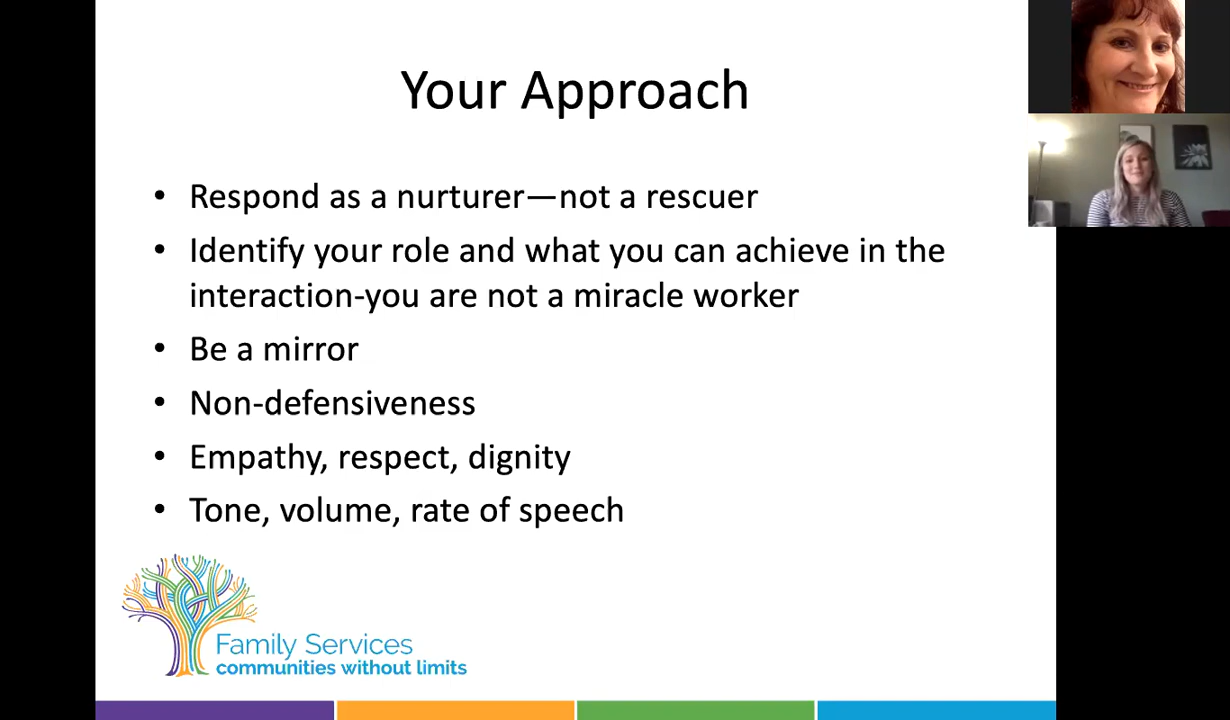 Your Approach
• Respond as a nurturer—not a rescuer
• Identify your role and what you can achieve in the
interaction-you are not a miracle worker
• Be a mirror
• Non-defensiveness
• Empathy, respect, dignity
• Tone, volume, rate of speech
Family Services
communities without limits